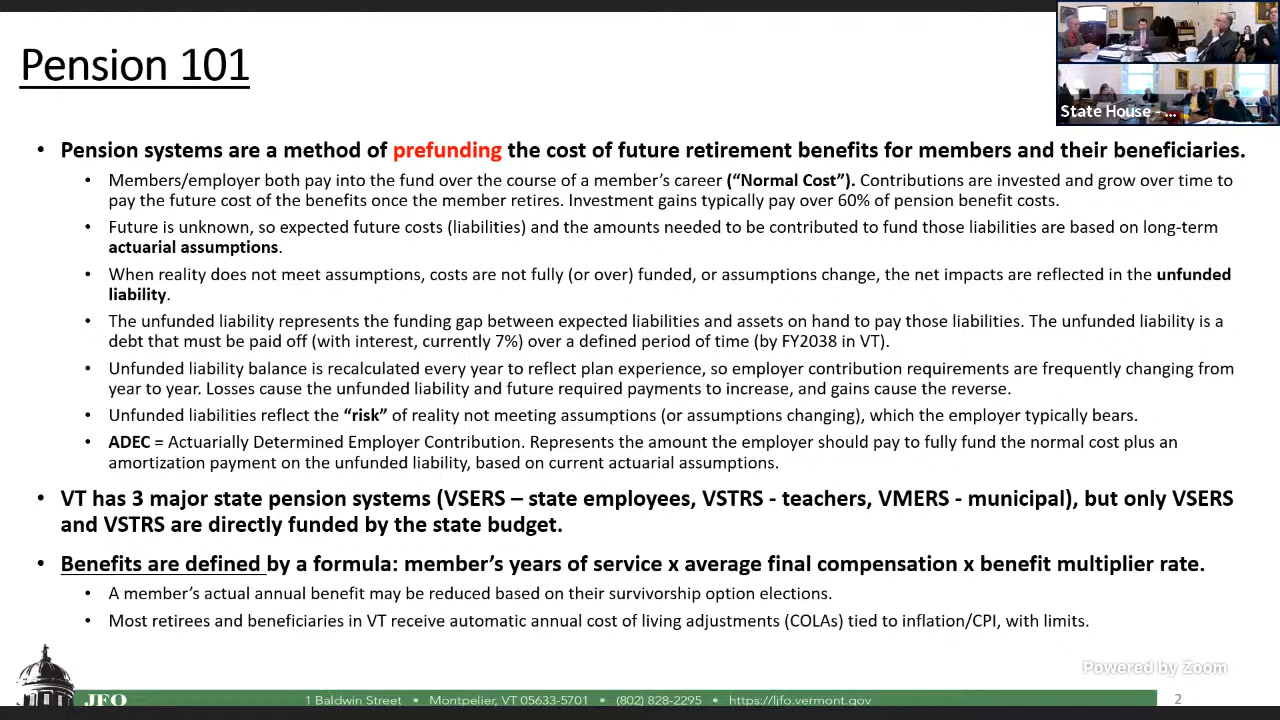 Pension 101
State House - ...
• Pension systems are a method of prefunding the cost of future retirement benefits for members and their beneficiaries.
• Members/employer both pay into the fund over the course of a member’s career (“Normal Cost”). Contributions are invested and grow over time to
pay the future cost of the benefits once the member retires. Investment gains typically pay over 60% of pension benefit costs.
• Future is unknown, so expected future costs (liabilities) and the amounts needed to be contributed to fund those liabilities are based on long-term
actuarial assumptions.
• When reality does not meet assumptions, costs are not fully (or over) funded, or assumptions change, the net impacts are reflected in the unfunded
liability.
• The unfunded liability represents the funding gap between expected liabilities and assets on hand to pay those liabilities. The unfunded liability is a
debt that must be paid off (with interest, currently 7%) over a defined period of time (by FY2038 in VT).
• Unfunded liability balance is recalculated every year to reflect plan experience, so employer contribution requirements are frequently changing from
year to year. Losses cause the unfunded liability and future required payments to increase, and gains cause the reverse.
• Unfunded liabilities reflect the “risk” of reality not meeting assumptions (or assumptions changing), which the employer typically bears.
• ADEC = Actuarially Determined Employer Contribution. Represents the amount the employer should pay to fully fund the normal cost plus an
amortization payment on the unfunded liability, based on current actuarial assumptions.
• VT has 3 major state pension systems (VSERS – state employees, VSTRS - teachers, VMERS - municipal), but only VSERS
and VSTRS are directly funded by the state budget.
• Benefits are defined by a formula: member’s years of service x average final compensation x benefit multiplier rate.
• A member’s actual annual benefit may be reduced based on their survivorship option elections.
• Most retirees and beneficiaries in VT receive automatic annual cost of living adjustments (COLAs) tied to inflation/CPI, with limits.
Powered by Zoom
JFO
1 Baldwin Street • Montpelier, VT 05633-5701 • (802) 828-2295 • https://ljfo.vermont.gov
2